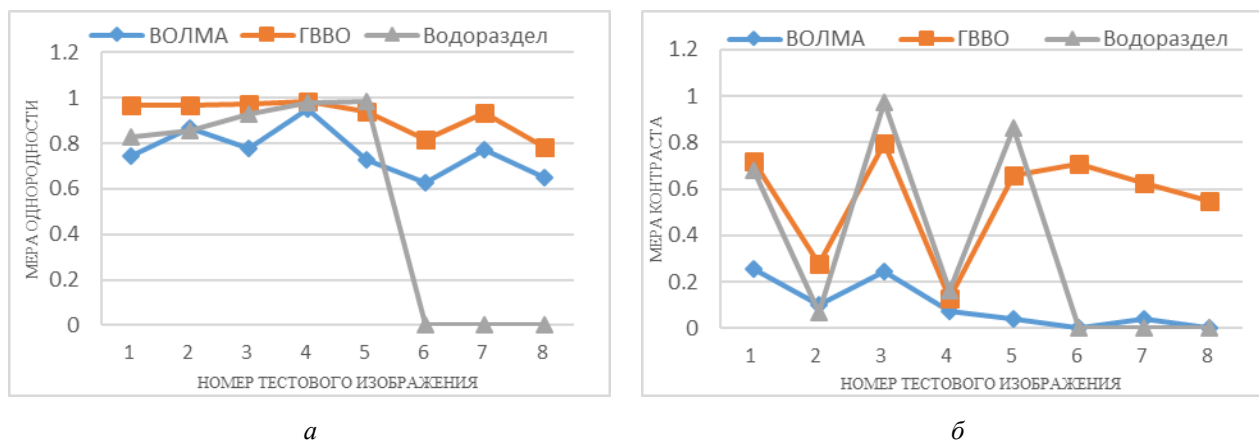 ВОЛМА ГВВО Водораздел
1.2
1
0.8
0.6
0.4
0.2
0
МЕРА ОДНОРОДНОСТИ
1 2 3 4 5 6 7 8
НОМЕР ТЕСТОВОГО ИЗОБРАЖЕНИЯ
а
ВОЛМА ГВВО Водораздел
1.2
1
0.8
0.6
0.4
0.2
0
МЕРА КОНТРАСТА
1 2 3 4 5 6 7 8
НОМЕР ТЕСТОВОГО ИЗОБРАЖЕНИЯ
б